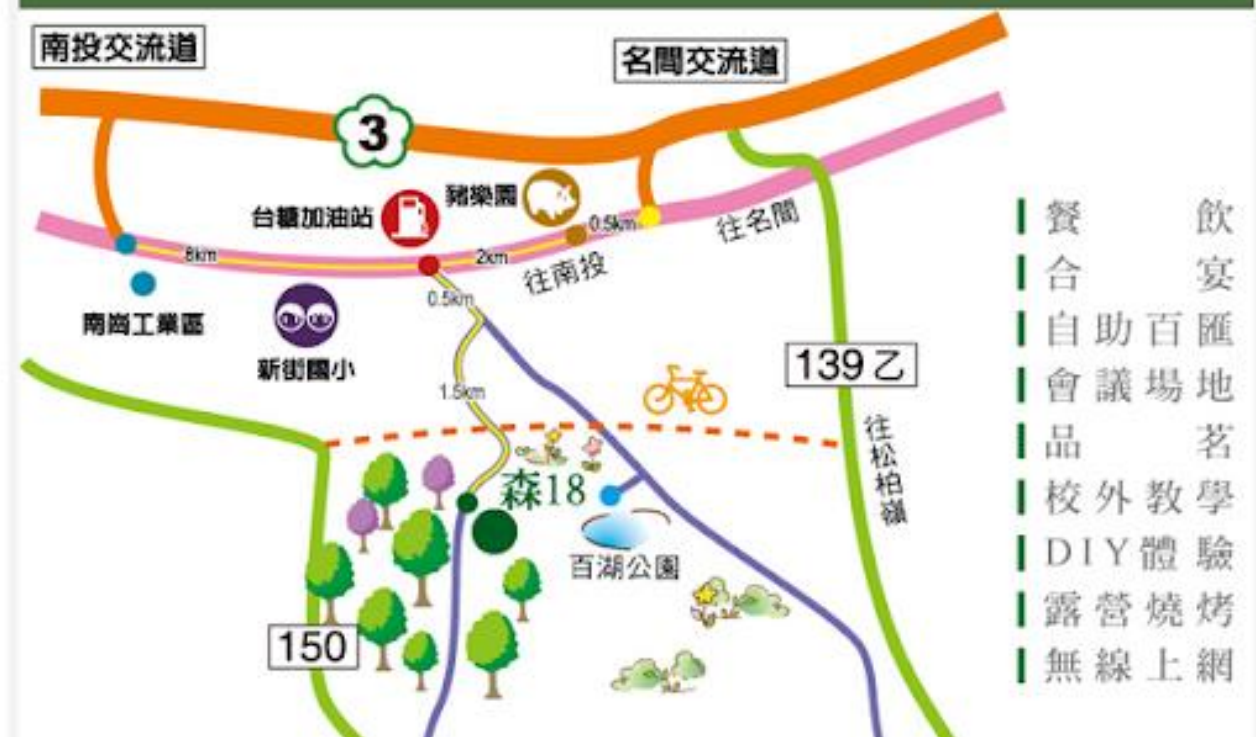 南投交流道
名間交流道
3
豬樂園
台糖加油站
0.5km
往名間
8km
2km
往南投
0.5km
南崗工業區
新街國小
139乙
1.5km
往松柏嶺
森18
百湖公園
150
餐飲
合宴
自助百匯
會議場地
品茗
校外教學
DIY體驗
露營燒烤
無線上網